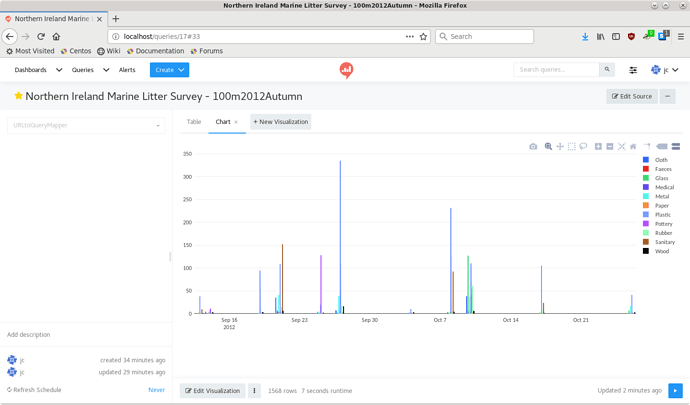 Northern Ireland Marine Litter Survey - 100m2012Autumn - Mozilla Firefox
Northern Ireland Marine
localhost/queries/17#33
Search
Most Visited Centos Wiki Documentation Forums
Dashboards Queries Alerts Create Search queries... jc
Northern Ireland Marine Litter Survey - 100m2012Autumn Edit Source
URLtoQueryMapper
Table Chart + New Visualization
350
300
250
200
150
100
50
0
Sep 16
2012
Sep 23
Sep 30
Oct 7
Oct 14
Oct 21
Cloth
Faeces
Glass
Medical
Metal
Paper
Plastic
Pottery
Rubber
Sanitary
Wood
Add description
jc created 34 minutes ago
jc updated 29 minutes ago
Refresh Schedule Never
Edit Visualization 1568 rows 7 seconds runtime Updated 2 minutes ago